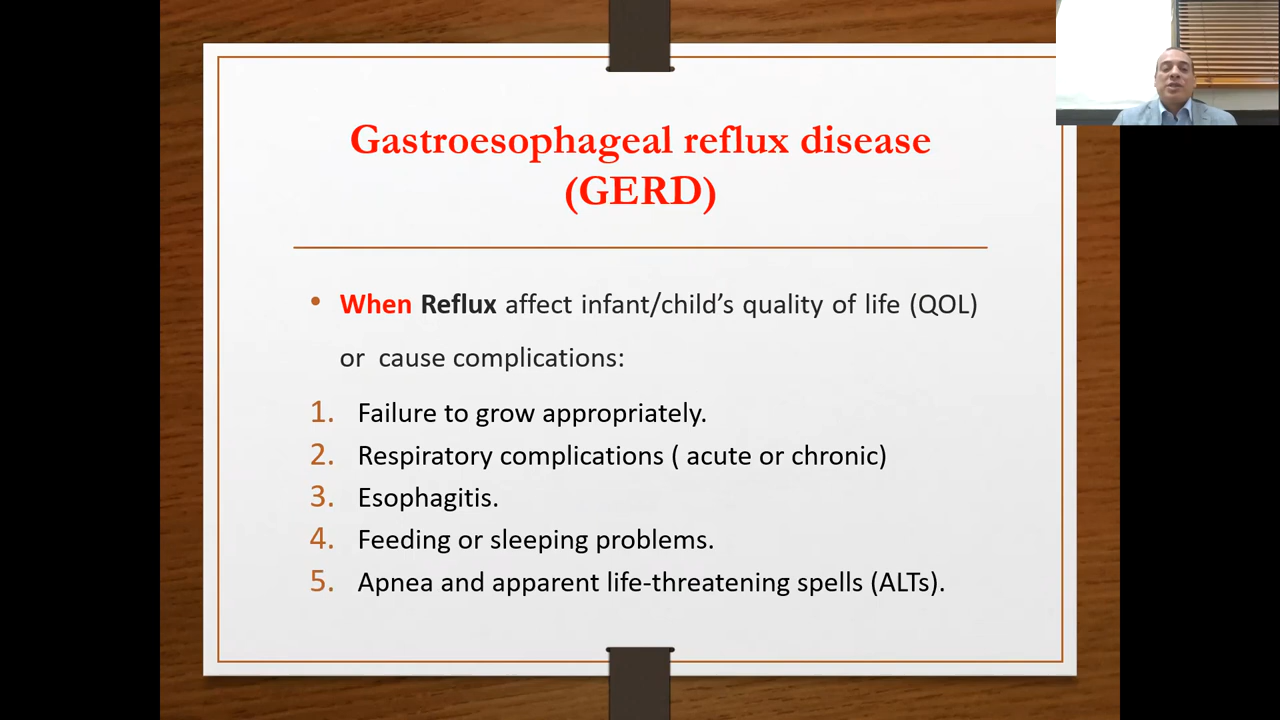 Gastroesophageal reflux disease
(GERD)
• When Reflux affect infant/child’s quality of life (QOL)
or cause complications:
1. Failure to grow appropriately.
2. Respiratory complications ( acute or chronic)
3. Esophagitis.
4. Feeding or sleeping problems.
5. Apnea and apparent life-threatening spells (ALTs).